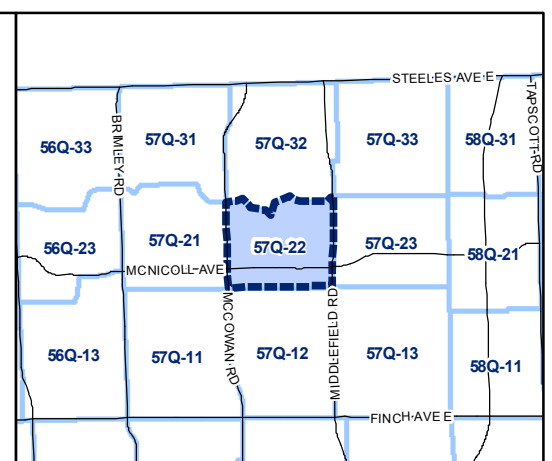 STEELES AVE E
TAPSCOTT RD
BRIMLEY RD
56Q-33
57Q-31
57Q-32
57Q-33
58Q-31
56Q-23
57Q-21
57Q-22
57Q-23
58Q-21
MCNICOLL AVE
MCCOWAN RD
MIDDLEFIELD RD
56Q-13
57Q-11
57Q-12
57Q-13
58Q-11
FINCH AVE E